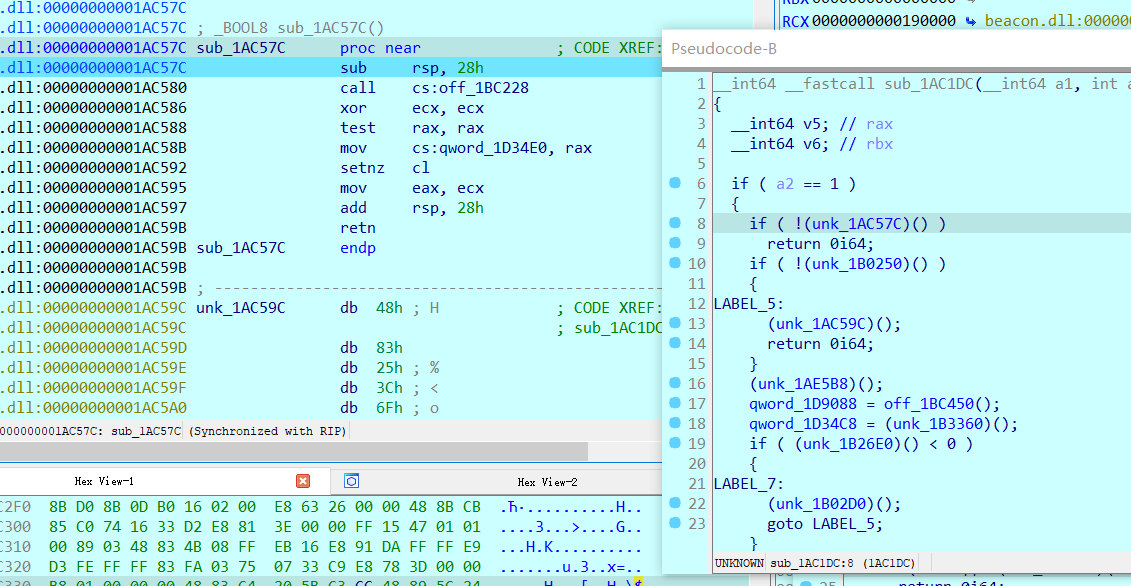 .dll:00000000001AC57C
.dll:00000000001AC57C ; _BOOL8 sub_1AC57C()
.dll:00000000001AC57C sub_1AC57C proc near ; CODE XREF:
.dll:00000000001AC57C sub rsp, 28h
.dll:00000000001AC580 call cs:off_1BC228
.dll:00000000001AC586 xor ecx, ecx
.dll:00000000001AC588 test rax, rax
.dll:00000000001AC58B mov cs:qword_1D34E0, rax
.dll:00000000001AC592 setnz cl
.dll:00000000001AC595 mov eax, ecx
.dll:00000000001AC597 add rsp, 28h
.dll:00000000001AC59B retn
.dll:00000000001AC59B sub_1AC57C endp
.dll:00000000001AC59B
.dll:00000000001AC59B ; ---------------------------------------------
.dll:00000000001AC59C unk_1AC59C db 48h ; H ; CODE XREF:
.dll:00000000001AC59C ; sub_1AC1DC
.dll:00000000001AC59D db 83h
.dll:00000000001AC59E db 25h ; %
.dll:00000000001AC59F db 3Ch ; <
.dll:00000000001AC5A0 db 6Fh ; o
000000001AC57C: sub_1AC57C (Synchronized with RIP)
RCX 0000000000190000 beacon.dll:000000
Pseudocode-B
1 __int64 __fastcall sub_1AC1DC(__int64 a1, int a
2 {
3 __int64 v5; // rax
4 __int64 v6; // rbx
5
6 if ( a2 == 1 )
7 {
8 if ( !(unk_1AC57C)() )
9 return 0i64;
10 if ( !(unk_1B0250)() )
11 {
12 LABEL_5:
13 (unk_1AC59C)();
14 return 0i64;
15 }
16 (unk_1AE5B8)();
17 qword_1D9088 = off_1BC450();
18 qword_1D34C8 = (unk_1B3360)();
19 if ( (unk_1B26E0)() < 0 )
20 {
21 LABEL_7:
22 (unk_1B02D0)();
23 goto LABEL_5;
}
UNKNOWN sub_1AC1DC:8 (1AC1DC)
25 return 0i64;
Hex View-1
Hex View-2
C2F0 8B D0 8B 0D B0 16 02 00 E8 63 26 00 00 48 8B CB .Ћ·..........H..
C300 85 C0 74 16 33 D2 E8 81 3E 00 00 FF 15 47 01 01 ....3...>....G..
C310 00 89 03 48 83 4B 08 FF EB 16 E8 91 DA FF FF E9 ...H.K..........
C320 D3 FE FF FF 83 FA 03 75 07 33 C9 E8 78 3D 00 00 .......u.3..x=..